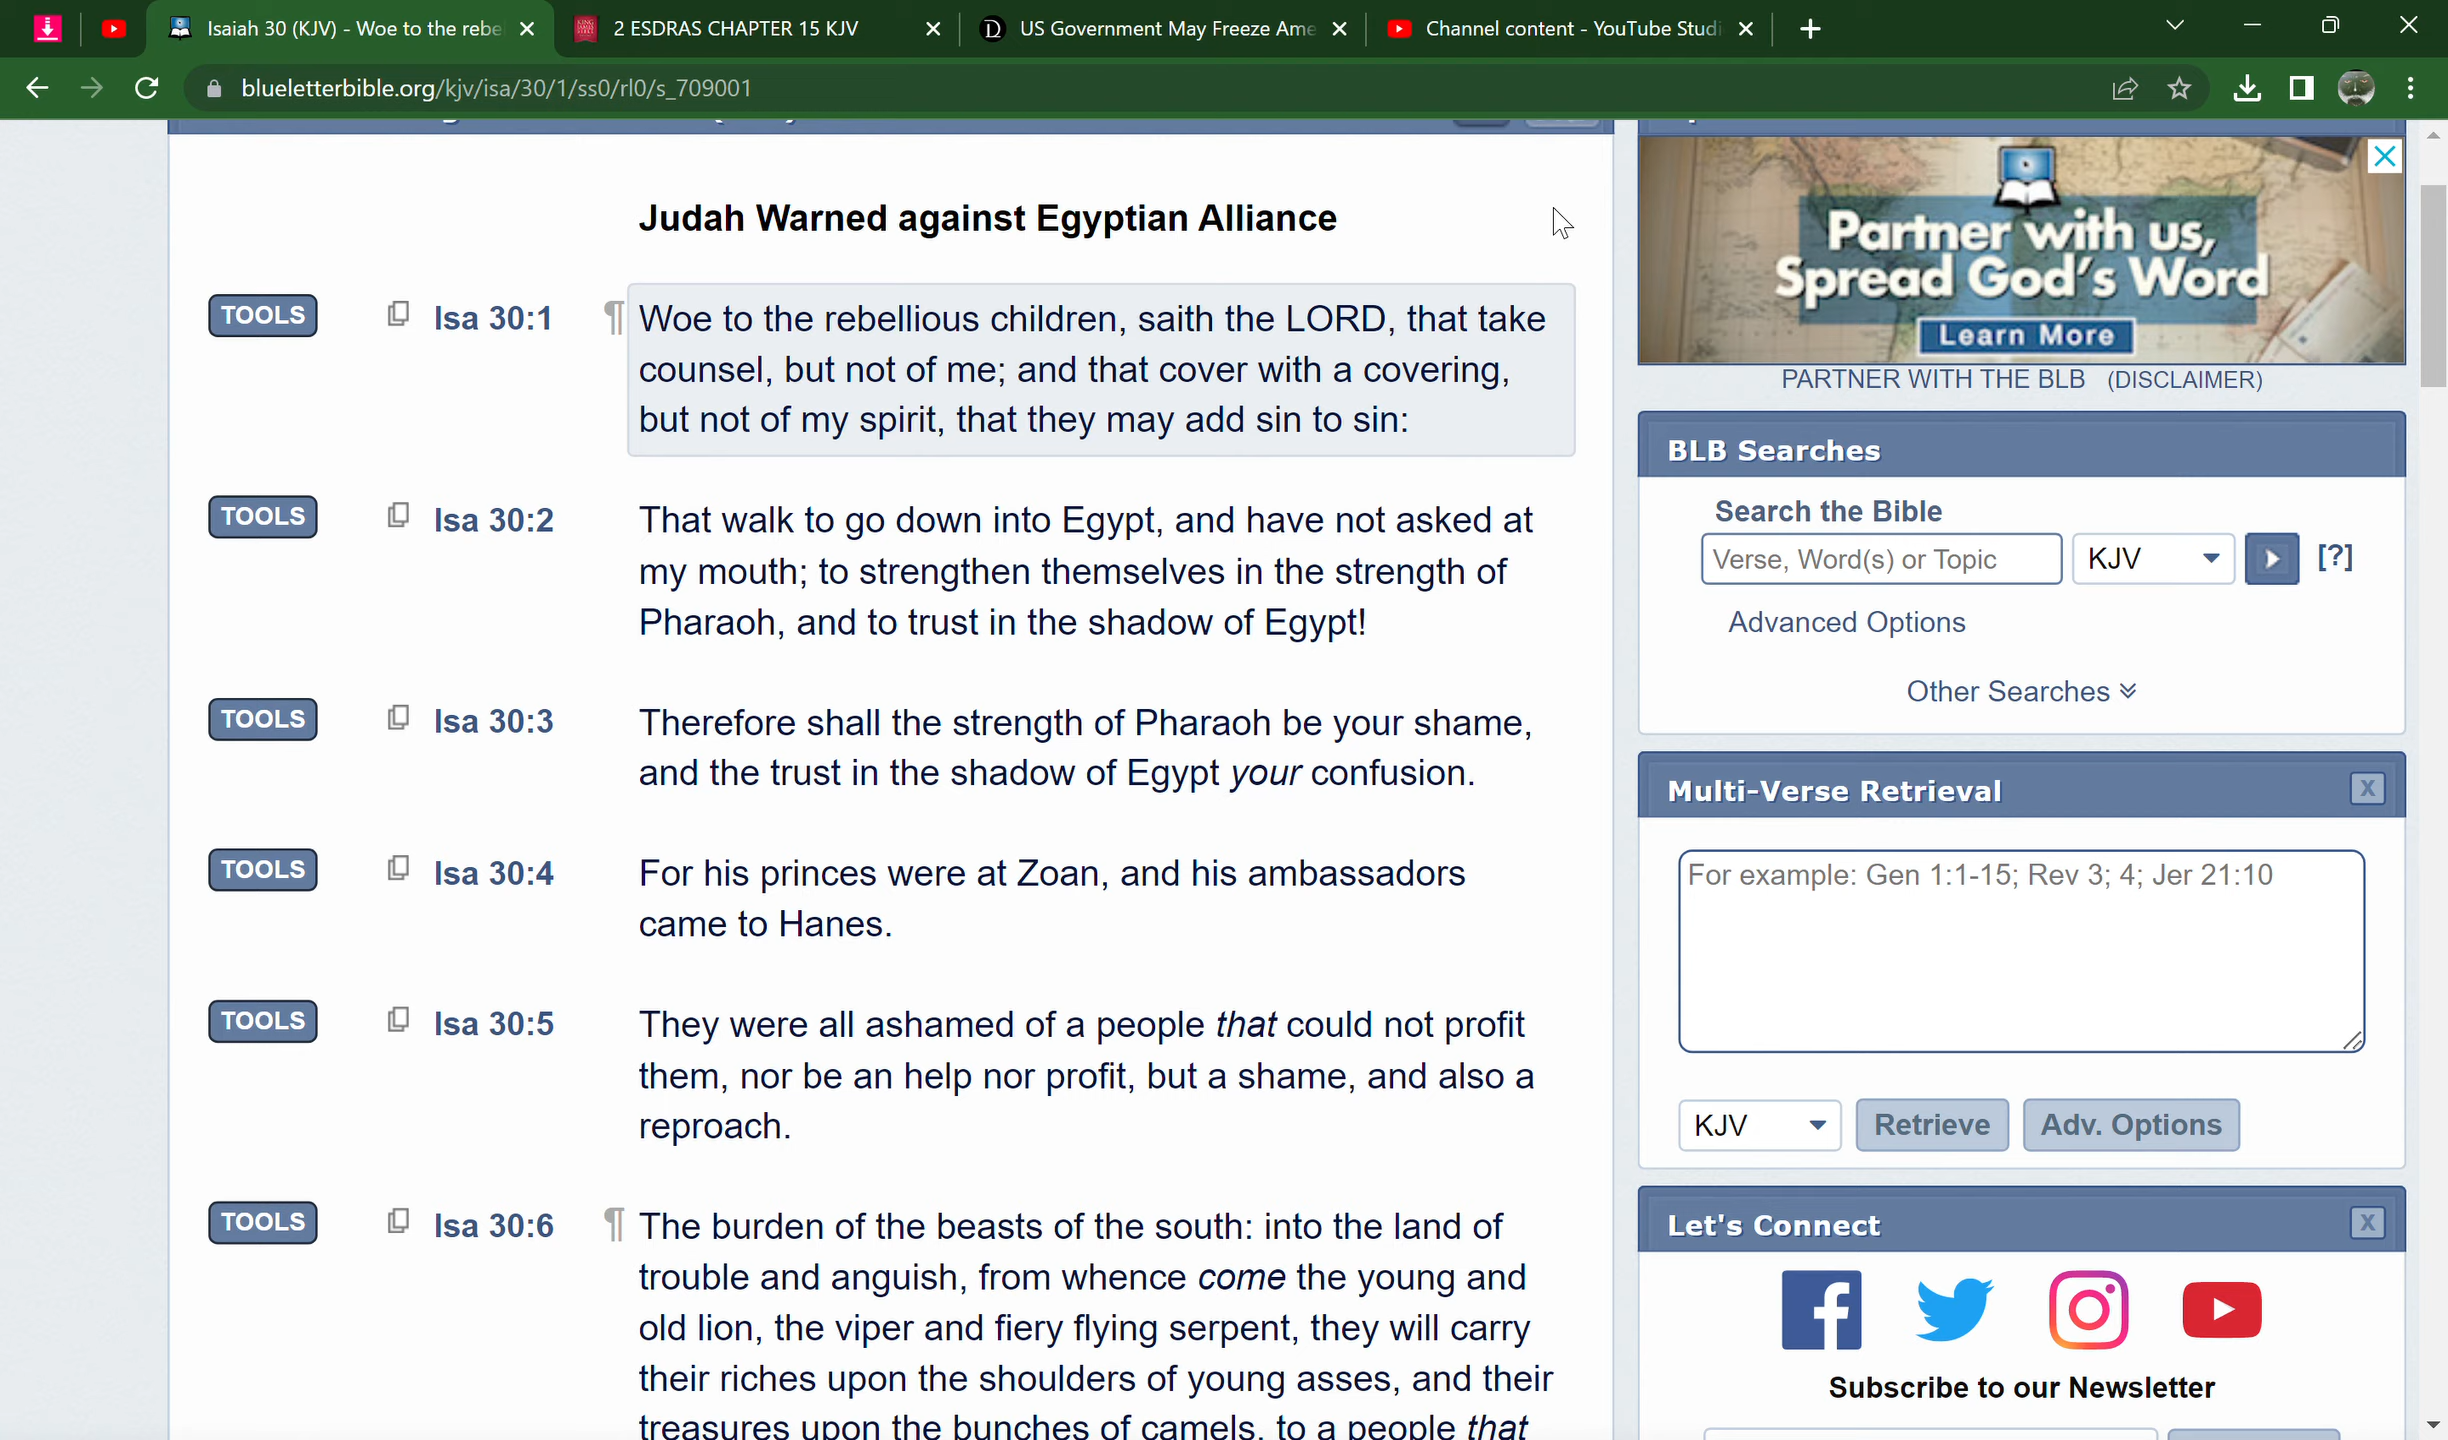 Isaiah 30 (KJV) - Woe to the rebe
2 ESDRAS CHAPTER 15 KJV
US Government May Freeze Ame
Channel content - YouTube Studi
blueletterbible.org/kjv/isa/30/1/ss0/rl0/s_709001
Judah Warned against Egyptian Alliance
TOOLS Isa 30:1 ¶ Woe to the rebellious children, saith the LORD, that take
counsel, but not of me; and that cover with a covering,
but not of my spirit, that they may add sin to sin:
TOOLS Isa 30:2 That walk to go down into Egypt, and have not asked at
my mouth; to strengthen themselves in the strength of
Pharaoh, and to trust in the shadow of Egypt!
TOOLS Isa 30:3 Therefore shall the strength of Pharaoh be your shame,
and the trust in the shadow of Egypt your confusion.
TOOLS Isa 30:4 For his princes were at Zoan, and his ambassadors
came to Hanes.
TOOLS Isa 30:5 They were all ashamed of a people that could not profit
them, nor be an help nor profit, but a shame, and also a
reproach.
TOOLS Isa 30:6 ¶ The burden of the beasts of the south: into the land of
trouble and anguish, from whence come the young and
old lion, the viper and fiery flying serpent, they will carry
their riches upon the shoulders of young asses, and their
treasures upon the bunches of camels, to a people that
Partner with us,
Spread God's Word
Learn More
PARTNER WITH THE BLB (DISCLAIMER)
BLB Searches
Search the Bible
Verse, Word(s) or Topic KJV [?]
Advanced Options
Other Searches
Multi-Verse Retrieval X
For example: Gen 1:1-15; Rev 3; 4; Jer 21:10
KJV Retrieve Adv. Options
Let's Connect X
Subscribe to our Newsletter